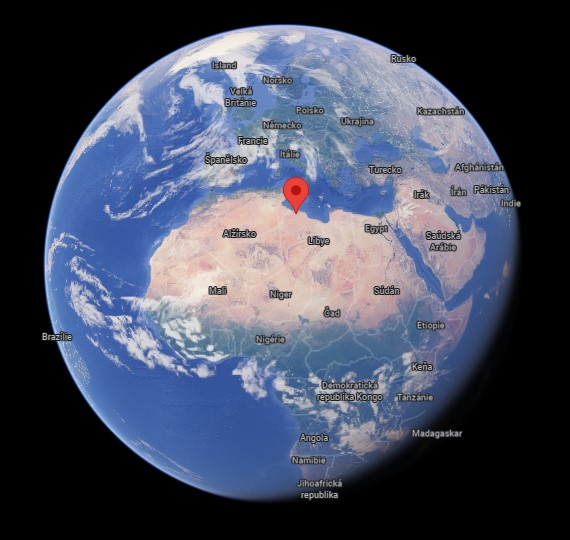 Rusko
Island
Norsko
Velká
Británie
Polsko
Kazachstán
Německo
Ukrajina
Francie
Itálie
Španělsko
Turecko
Afghánistán
Irák
Írán
Pákistán
Indie
Egypt
Alžírsko
Libye
Saúdská
Arábie
Mali
Niger
Súdán
Čad
Etiopie
Brazílie
Nigérie
Keňa
Demokratická
republika Kongo
Tanzánie
Angola
Madagaskar
Namibie
Jihoafrická
republika